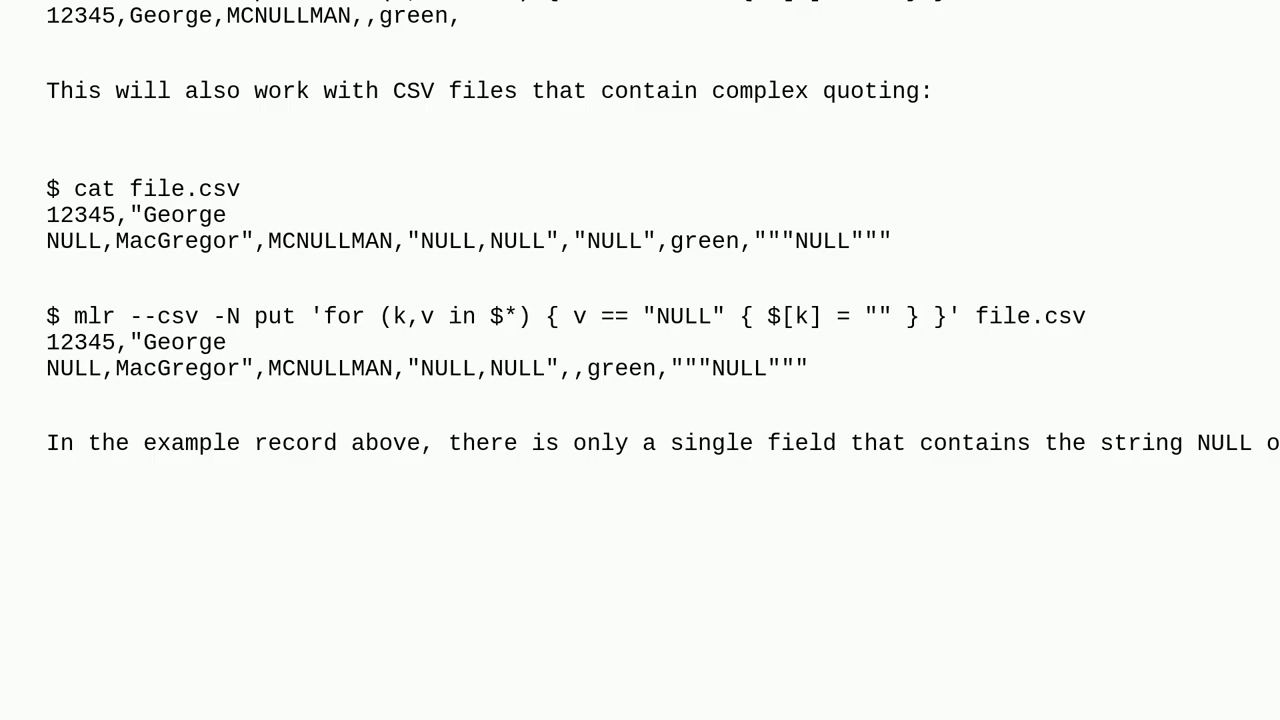 12345,George,MCNULLMAN,,green,
This will also work with CSV files that contain complex quoting:
$ cat file.csv
12345,"George
NULL,MacGregor",MCNULLMAN,"NULL,NULL","NULL",green,"""NULL"""
$ mlr --csv -N put 'for (k,v in $*) { v == "NULL" { $[k] = "" } }' file.csv
12345,"George
NULL,MacGregor",MCNULLMAN,"NULL,NULL",,green,"""NULL"""
In the example record above, there is only a single field that contains the string NULL